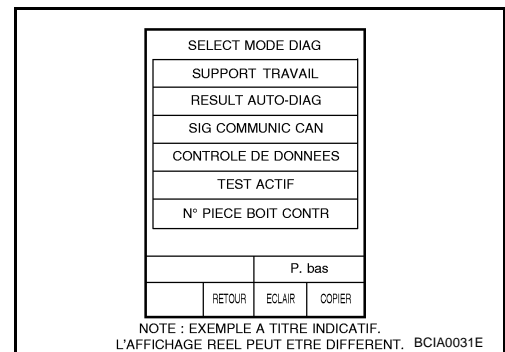 SELECT MODE DIAG
SUPPORT TRAVAIL
RESULT AUTO-DIAG
SIG COMMUNIC CAN
CONTROLE DE DONNEES
TEST ACTIF
N° PIECE BOIT CONTR
P. bas
RETOUR ECLAIR COPIER
NOTE : EXEMPLE A TITRE INDICATIF.
L'AFFICHAGE REEL PEUT ETRE DIFFERENT. BCIA0031E